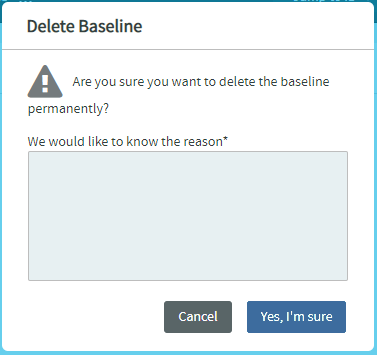 Delete Baseline
Are you sure you want to delete the baseline
permanently?
We would like to know the reason*
Cancel
Yes, I'm sure